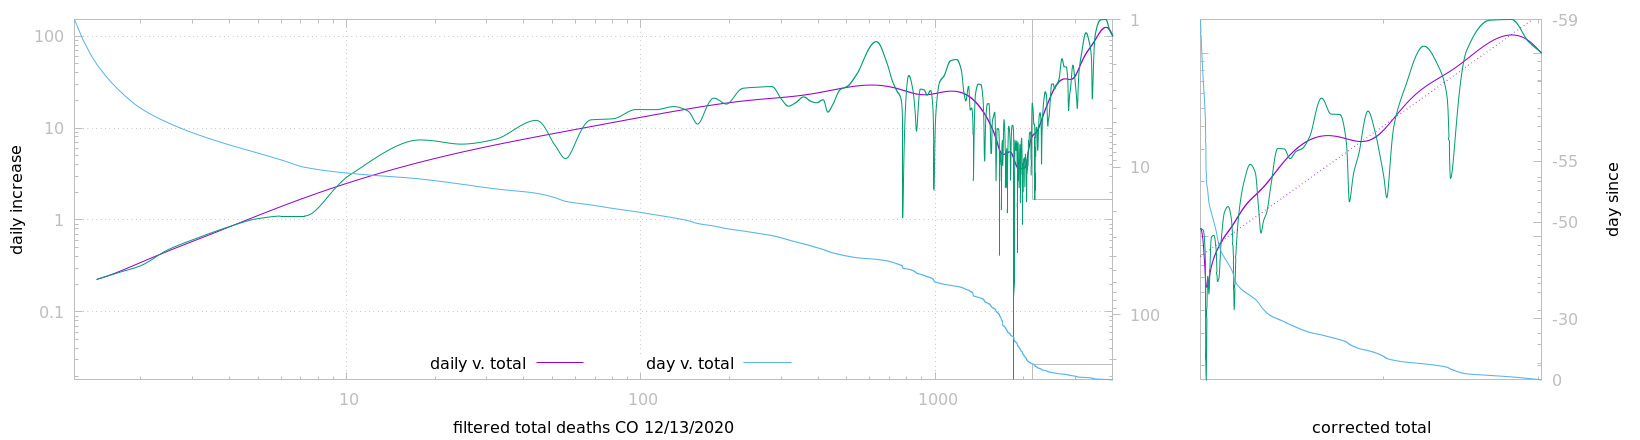 daily increase
100
10
1
0.1
10
100
1000
1
10
100
daily v. total
day v. total
filtered total deaths CO 12/13/2020
-59
-55
-50
-30
0
day since
corrected total